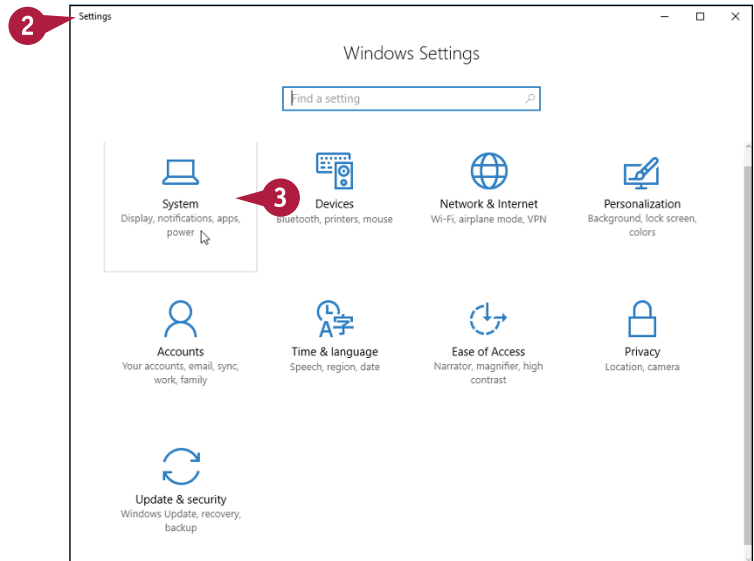 2
Settings
Windows Settings
Find a setting
System
Display, notifications, apps,
power
3
Devices
Bluetooth, printers, mouse
Network & Internet
Wi-Fi, airplane mode, VPN
Personalization
Background, lock screen,
colors
Accounts
Your accounts, email, sync,
work, family
A字
Time & language
Speech, region, date
Ease of Access
Narrator, magnifier, high
contrast
Privacy
Location, camera
Update & security
Windows Update, recovery,
backup